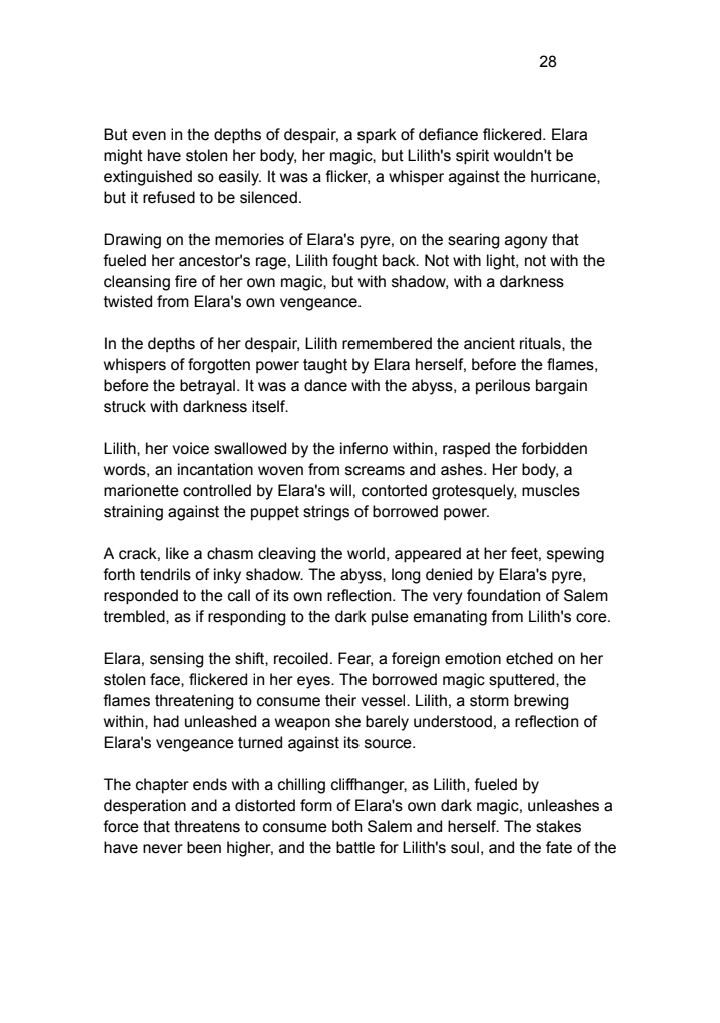 28
But even in the depths of despair, a spark of defiance flickered. Elara
might have stolen her body, her magic, but Lilith's spirit wouldn't be
extinguished so easily. It was a flicker, a whisper against the hurricane,
but it refused to be silenced.
Drawing on the memories of Elara's pyre, on the searing agony that
fueled her ancestor's rage, Lilith fought back. Not with light, not with the
cleansing fire of her own magic, but with shadow, with a darkness
twisted from Elara's own vengeance.
In the depths of her despair, Lilith remembered the ancient rituals, the
whispers of forgotten power taught by Elara herself, before the flames,
before the betrayal. It was a dance with the abyss, a perilous bargain
struck with darkness itself.
Lilith, her voice swallowed by the inferno within, rasped the forbidden
words, an incantation woven from screams and ashes. Her body, a
marionette controlled by Elara's will, contorted grotesquely, muscles
straining against the puppet strings of borrowed power.
A crack, like a chasm cleaving the world, appeared at her feet, spewing
forth tendrils of inky shadow. The abyss, long denied by Elara's pyre,
responded to the call of its own reflection. The very foundation of Salem
trembled, as if responding to the dark pulse emanating from Lilith's core.
Elara, sensing the shift, recoiled. Fear, a foreign emotion etched on her
stolen face, flickered in her eyes. The borrowed magic sputtered, the
flames threatening to consume their vessel. Lilith, a storm brewing
within, had unleashed a weapon she barely understood, a reflection of
Elara's vengeance turned against its source.
The chapter ends with a chilling cliffhanger, as Lilith, fueled by
desperation and a distorted form of Elara's own dark magic, unleashes a
force that threatens to consume both Salem and herself. The stakes
have never been higher, and the battle for Lilith's soul, and the fate of the